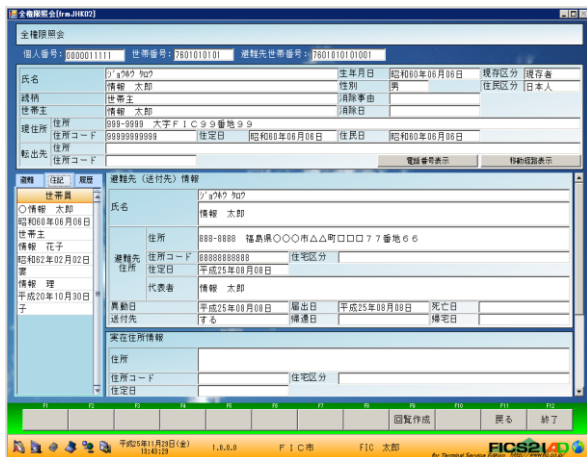 全権限照会[frmJHK02]
全権限照会
個人番号: 0000011111 世帯番号: 7601010101 避難先世帯番号: 7601010101001
氏名 ｼﾞｮｳﾎｳ ﾀﾛｳ 生年月日 昭和60年06月06日 現存区分 現存者
情報 太郎 性別 男 住民区分 日本人
続柄 世帯主 消除事由
世帯主 情報 太郎 消除日
現住所 住所 999-9999 大字ＦＩＣ９９番地９９
住所コード 99999999999 住定日 昭和60年06月06日 住民日 昭和60年06月06日
転出先 住所
住所コード 電話番号表示 移動経路表示
避難 住記 履歴
世帯員
○情報 太郎
昭和60年06月06日
世帯主
情報 花子
昭和62年02月02日
妻
情報 理
平成20年10月30日
子
避難先（送付先）情報
氏名 ｼﾞｮｳﾎｳ ﾀﾛｳ
情報 太郎
避難先住所 住所 888-8888 福島県○○○市△△町□□□７７番地６６
住所コード 88888888888 住宅区分
住定日 平成25年08月08日
代表者 情報 太郎
異動日 平成25年08月08日 届出日 平成25年08月08日 死亡日
送付先 する 帰還日 帰宅日
実在住所情報
住所
住所コード 住宅区分
住定日
F1 F2 F3 F4 F5 F6 F7 F8 F9 F10 F11 F12
回覧作成 戻る 終了
平成25年11月29日(金)
13:43:29
1.0.0.0 ＦＩＣ市 FIC 太郎 FICS21AD